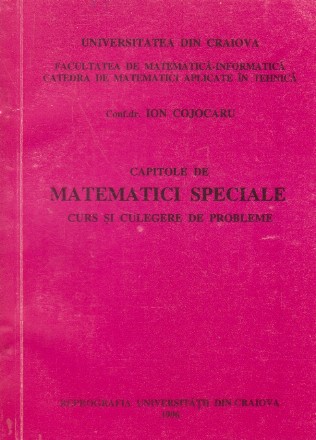 UNIVERSITATEA DIN CRAIOVA
FACULTATEA DE MATEMATICĂ-INFORMATICĂ
CATEDRA DE MATEMATICI APLICATE ÎN TEHNICĂ
Conf.dr. ION COJOCARU
CAPITOLE DE
MATEMATICI SPECIALE
CURS ŞI CULEGERE DE PROBLEME
REPROGRAFIA UNIVERSITĂŢII DIN CRAIOVA